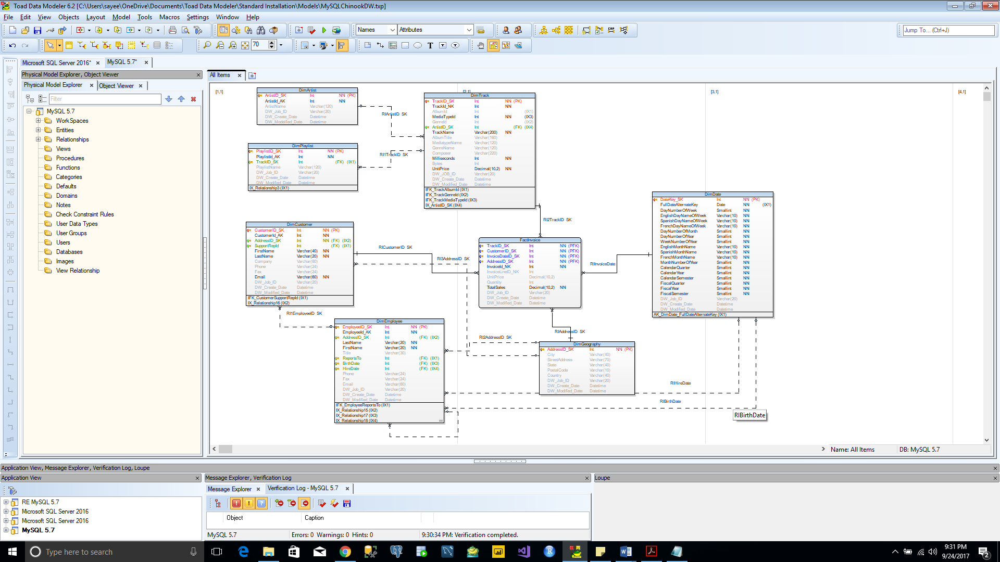 Toad Data Modeler 6.2 [C:\Users\sayee\OneDrive\Documents\Toad Data Modeler\Standard Installation\Models\MySQLChinookDW.txp]
File Edit View Objects Layout Model Tools Macros Settings Window Help
Names Attributes Jump To... (Ctrl+J)
70
Microsoft SQL Server 2016* MySQL 5.7*
Physical Model Explorer, Object Viewer
Physical Model Explorer Object Viewer
Filter
MySQL 5.7
WorkSpaces
Entities
Relationships
Views
Procedures
Functions
Categories
Defaults
Domains
Notes
Check Constraint Rules
User Data Types
User Groups
Users
Databases
Images
View Relationship
All Items
[1,1] [2,1] [3,1] [4,1]
DimArtist
ArtistID_SK Int NN (PK)
ArtistId_AK Int NN
ArtistName Varchar(120)
DW_Job_ID Varchar(20)
DW_Create_Date Datetime
DW_Moderified_Date Datetime
RIArtistID SK
DimPlaylist
PlaylistID_SK Int NN (PK)
PlaylistId_AK Int NN
TrackID_SK Int (FK) (IX1)
PlaylistName Varchar(120)
DW_Job_ID Varchar(20)
DW_Create_Date Datetime
DW_Modified_Date Datetime
IX_Relationship3 (IX1)
RI1TrackID SK
DimTrack
TrackID_SK Int NN (PK)
TrackId_NK Int NN
AlbumId Int (IX1)
MediaTypeId Int NN (IX3)
GenreId Int (IX2)
ArtistID_SK Int (FK) (IX4)
TrackName Varchar(200) NN
AlbumTitle Varchar(160)
MediatypeName Varchar(120)
GenreName Varchar(120)
Composer Varchar(220)
Milliseconds Int NN
Bytes Int
UnitPrice Decimal(10,2) NN
DW_JOB_ID Varchar(20)
DW_Create_Date Datetime
DW_Modified_Date Datetime
IFK_TrackAlbumId (IX1)
IFK_TrackGenreId (IX2)
IFK_TrackMediaTypeId (IX3)
IX_ArtistID_SK (IX4)
RI2TrackID SK
DimCustomer
CustomerID_SK Int NN (PK)
CustomerId_AK Int NN
AddressID_SK Int NN (FK) (IX2)
SupportRepId Int (FK) (IX1)
FirstName Varchar(40) NN
LastName Varchar(20) NN
Company Varchar(80)
Phone Varchar(24)
Fax Varchar(24)
Email Varchar(60) NN
DW_Job_ID Varchar(20)
DW_Create_Date Datetime
DW_Modified_Date Datetime
IFK_CustomerSupportRepId (IX1)
IX_Relationship16 (IX2)
RICustomerID SK
RI3AddressID SK
RI1EmployeeID SK
FactInvoice
TrackID_SK Int NN (PFK)
CustomerID_SK Int NN (PFK)
InvoiceDateID_SK Int NN (PFK)
AddressID_SK Int NN (PFK)
InvoiceId_NK Int NN
InvoiceLineID_NK Int
UnitPrice Decimal(10,2)
Quantity Int
TotalSales Decimal(10,2) NN
DW_Job_ID Varchar(20)
DW_Create_Date Datetime
DW_Modified_Date Datetime
RIInvoiceDate
DimDate
DateKey_SK Int NN (PK)
FullDateAlternateKey Date NN (IX1)
DayNumberOfWeek Smallint NN
EnglishDayNameOfWeek Varchar(10) NN
SpanishDayNameOfWeek Varchar(10) NN
FrenchDayNameOfWeek Varchar(10) NN
DayNumberOfMonth Smallint NN
DayNumberOfYear Smallint NN
WeekNumberOfYear Smallint NN
EnglishMonthName Varchar(10) NN
SpanishMonthName Varchar(10) NN
FrenchMonthName Varchar(10) NN
MonthNumberOfYear Smallint NN
CalendarQuarter Smallint NN
CalendarYear Smallint NN
CalendarSemester Smallint NN
FiscalQuarter Smallint NN
FiscalYear Smallint NN
FiscalSemester Smallint NN
DW_Job_ID Varchar(20)
DW_Create_Date Datetime
DW_Modified_Date Datetime
AK_DimDate_FullDateAlternateKey (IX1)
DimEmployee
EmployeeID_SK Int NN (PK)
EmployeeId_AK Int NN
AddressID_SK Int (FK) (IX2)
LastName Varchar(20) NN
FirstName Varchar(20) NN
Title Varchar(30)
ReportsTo Int (FK) (IX1)
BirthDate Int (FK) (IX3)
HireDate Int (FK) (IX4)
Phone Varchar(24)
Fax Varchar(24)
Email Varchar(60)
DW_Job_ID Varchar(20)
DW_Create_Date Datetime
DW_Modified_Date Datetime
IFK_EmployeeReportsTo (IX1)
IX_Relationship15 (IX2)
IX_Relationship17 (IX3)
IX_Relationship18 (IX4)
RI2AddressID SK
RIAddressID SK
DimGeography
AddressID_SK Int NN (PK)
City Varchar(40)
StreetAddress Varchar(70)
State Varchar(40)
PostalCode Varchar(10)
Country Varchar(40)
DW_Job_ID Varchar(20)
DW_Create_Date Datetime
DW_Modified_Date Datetime
RIHireDate
RIBirthDate
RIBirthDate
Name: All Items DB: MySQL 5.7
Application View, Message Explorer, Verification Log, Loupe
Application View
RE MySQL 5.7
Microsoft SQL Server 2016
Microsoft SQL Server 2016
MySQL 5.7
Message Explorer, Verification Log
Message Explorer Verification Log - MySQL 5.7
Object Caption
MySQL 5.7 Errors: 0 Warnings: 0 Hints: 0 9:30:34 PM: Verification completed.
Loupe
Type here to search
9:31 PM
9/24/2017
2